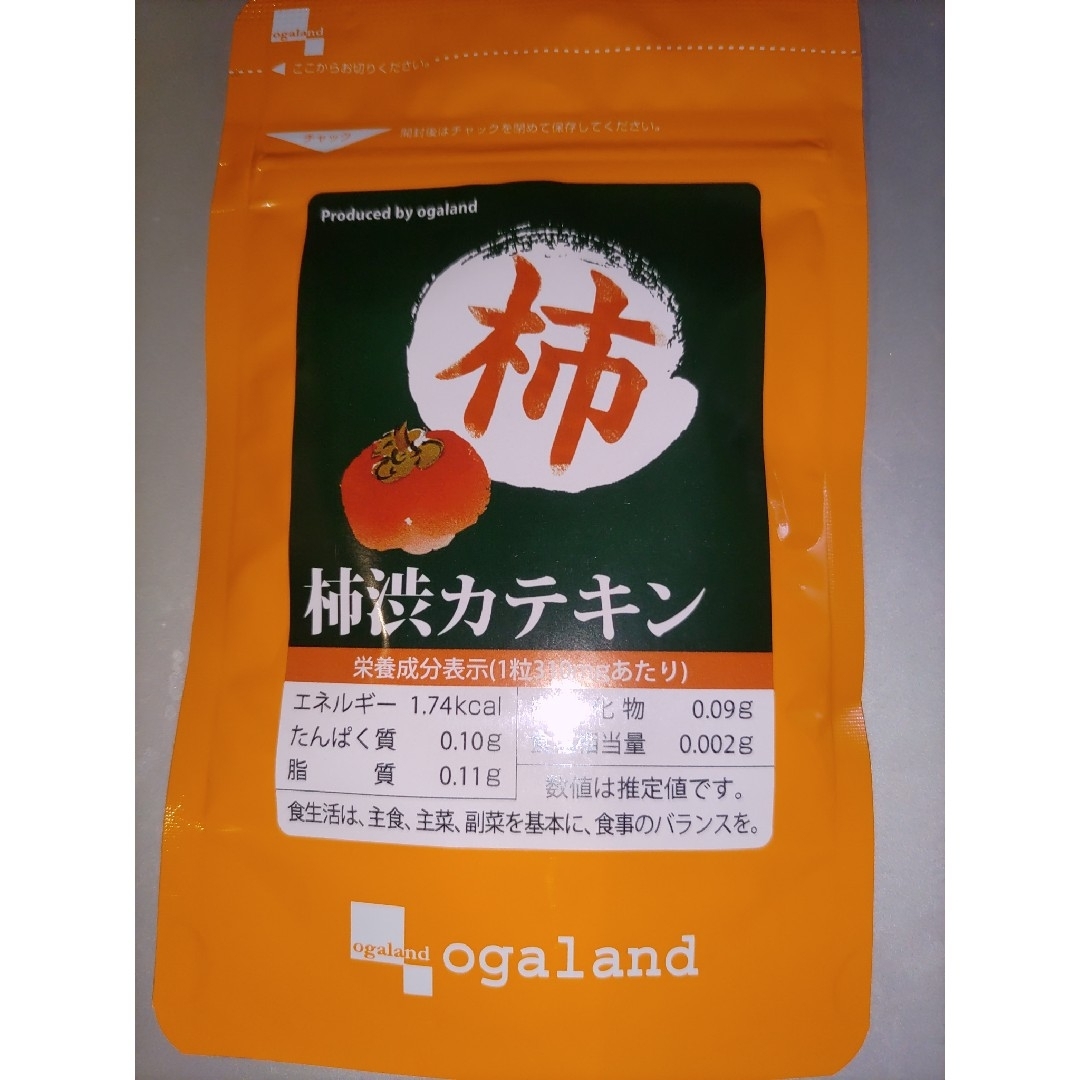 ogaland
ここからお切りください。
チャック
開封後はチャックを閉めて保存してください。
Produced by ogaland
柿
柿渋カテキン
栄養成分表示(1粒 あたり)
エネルギー 1.74kcal
たんぱく質 0.10g
脂質 0.11g
化物 0.09g
相当量 0.002g
数値は推定値です。
食生活は、主食、主菜、副菜を基本に、食事のバランスを。
ogaland
ogaland